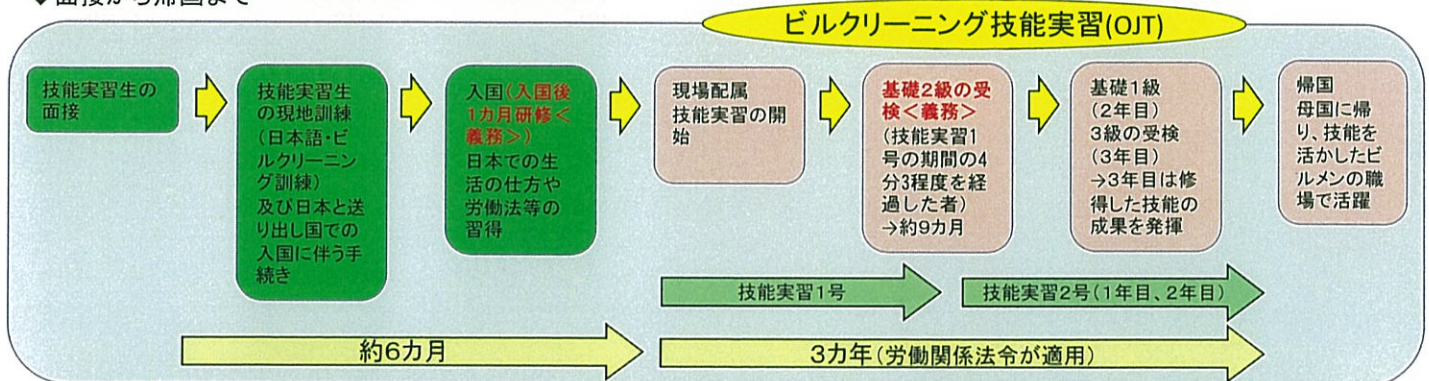 ◆面接から帰国まで
ビルクリーニング技能実習(OJT)
技能実習生の
面接
技能実習生
の現地訓練
(日本語・ビ
ルクリーニン
グ訓練)
及び日本と送
り出し国での
入国に伴う手
続き
入国(入国後
1カ月研修<
義務>)
日本での生
活の仕方や
労働法等の
習得
現場配属
技能実習の開
始
基礎2級の受
検<義務>
(技能実習1
号の期間の4
分3程度を経
過した者)
→約9カ月
基礎1級
(2年目)
3級の受検
(3年目)
→3年目は修
得した技能の
成果を発揮
帰国
母国に帰
り、技能を
活かしたビ
ルメンの職
場で活躍
技能実習1号
技能実習2号(1年目、2年目)
約6カ月
3カ年(労働関係法令が適用)